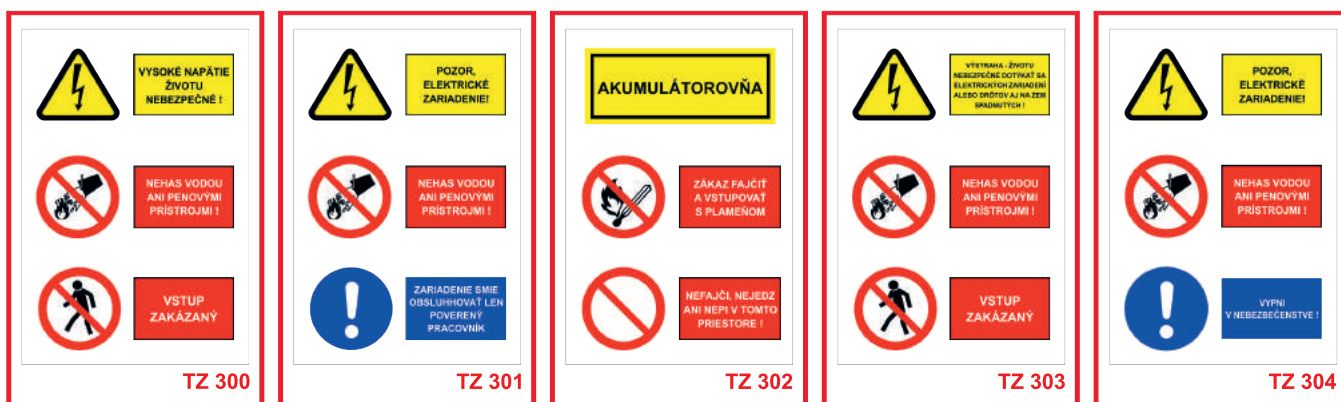 VYSOKÉ NAPÄTIE
ŽIVOTU
NEBEZPEČNÉ !
NEHAS VODOU
ANI PENOVÝMI
PRÍSTROJMI !
VSTUP
ZAKÁZANÝ
TZ 300
POZOR,
ELEKTRICKÉ
ZARIADENIE!
NEHAS VODOU
ANI PENOVÝMI
PRÍSTROJMI !
ZARIADENIE SMIE
OBSLUHHOVAŤ LEN
POVERENÝ
PRACOVNÍK
TZ 301
AKUMULÁTOROVŇA
ZÁKAZ FAJČIŤ
A VSTUPOVAŤ
S PLAMEŇOM
NEFAJČI, NEJEDZ
ANI NEPI V TOMTO
PRIESTORE !
TZ 302
VÝSTRAHA - ŽIVOTU
NEBEZPEČNÉ DOTÝKAŤ SA
ELEKTRICKÝCH ZARIADENÍ
ALEBO DRÔTOV AJ NA ZEM
SPADNUTÝCH !
NEHAS VODOU
ANI PENOVÝMI
PRÍSTROJMI !
VSTUP
ZAKÁZANÝ
TZ 303
POZOR,
ELEKTRICKÉ
ZARIADENIE!
NEHAS VODOU
ANI PENOVÝMI
PRÍSTROJMI !
VYPNI
V NEBEZBEČENSTVE !
TZ 304